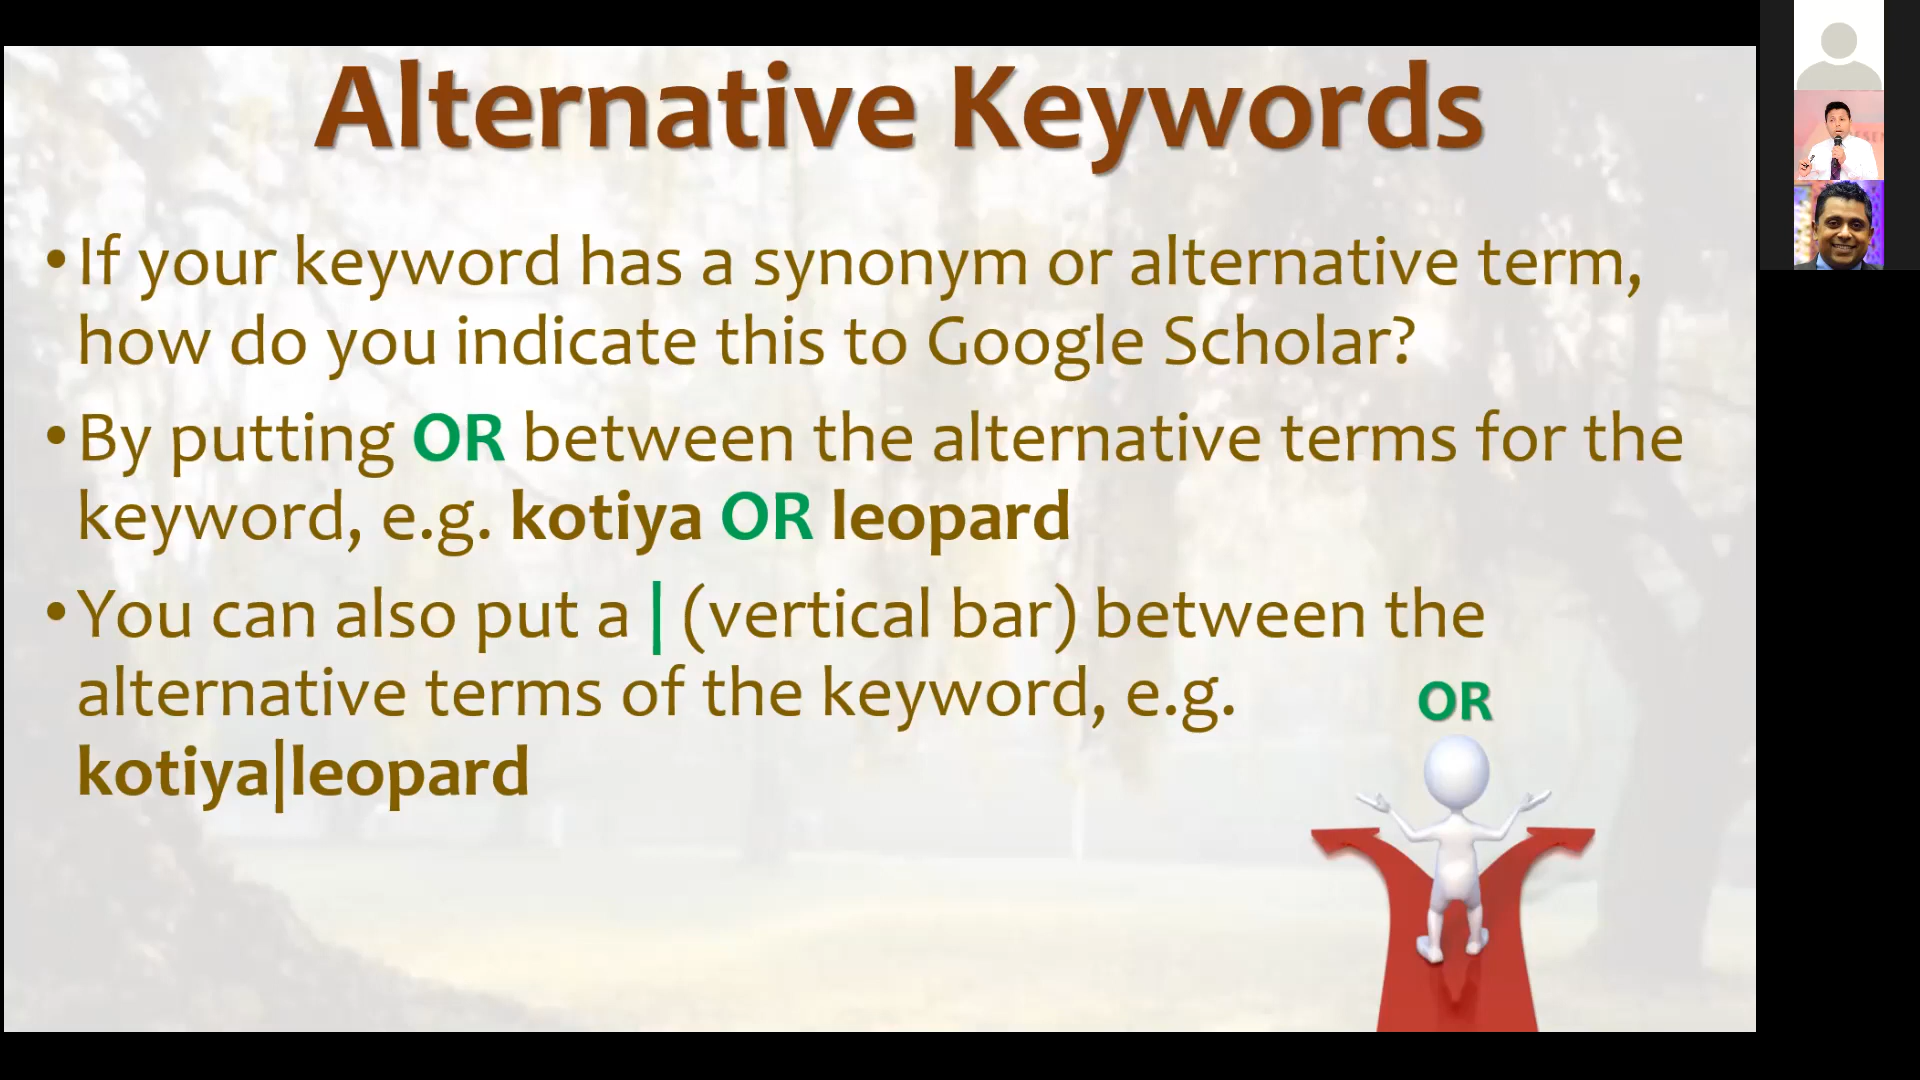 Alternative Keywords
•If your keyword has a synonym or alternative term,
how do you indicate this to Google Scholar?
•By putting OR between the alternative terms for the
keyword, e.g. kotiya OR leopard
•You can also put a | (vertical bar) between the
alternative terms of the keyword, e.g.
kotiya|leopard
OR